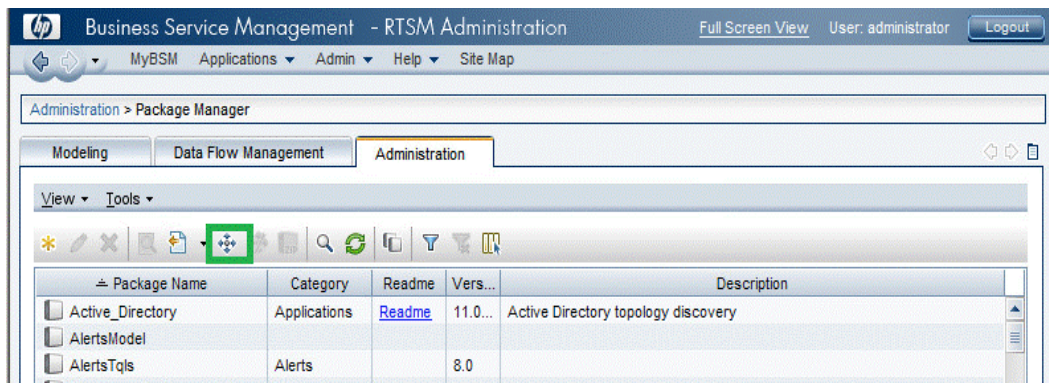 hp Business Service Management - RTSM Administration Full Screen View User: administrator Logout
MyBSM Applications Admin Help Site Map
Administration > Package Manager
Modeling Data Flow Management Administration
View Tools
Package Name Category Readme Vers... Description
Active_Directory Applications Readme 11.0... Active Directory topology discovery
AlertsModel
AlertsTqls Alerts 8.0